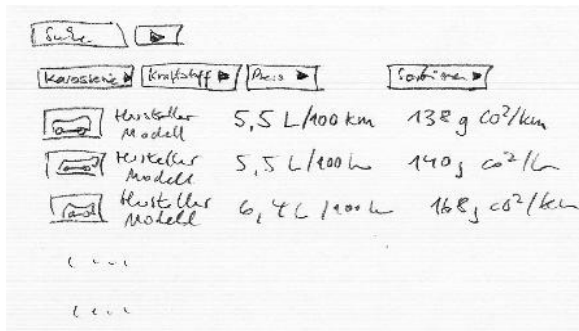 Suche
Karosserie Kraftstoff Preis Sortieren
Hersteller 5,5 L/100 km 138 g CO²/km
Modell
Hersteller 5,5 L/100 km 140 g CO²/km
Modell
Hersteller 6,4 L/100 km 168 g CO²/km
Modell
....
....